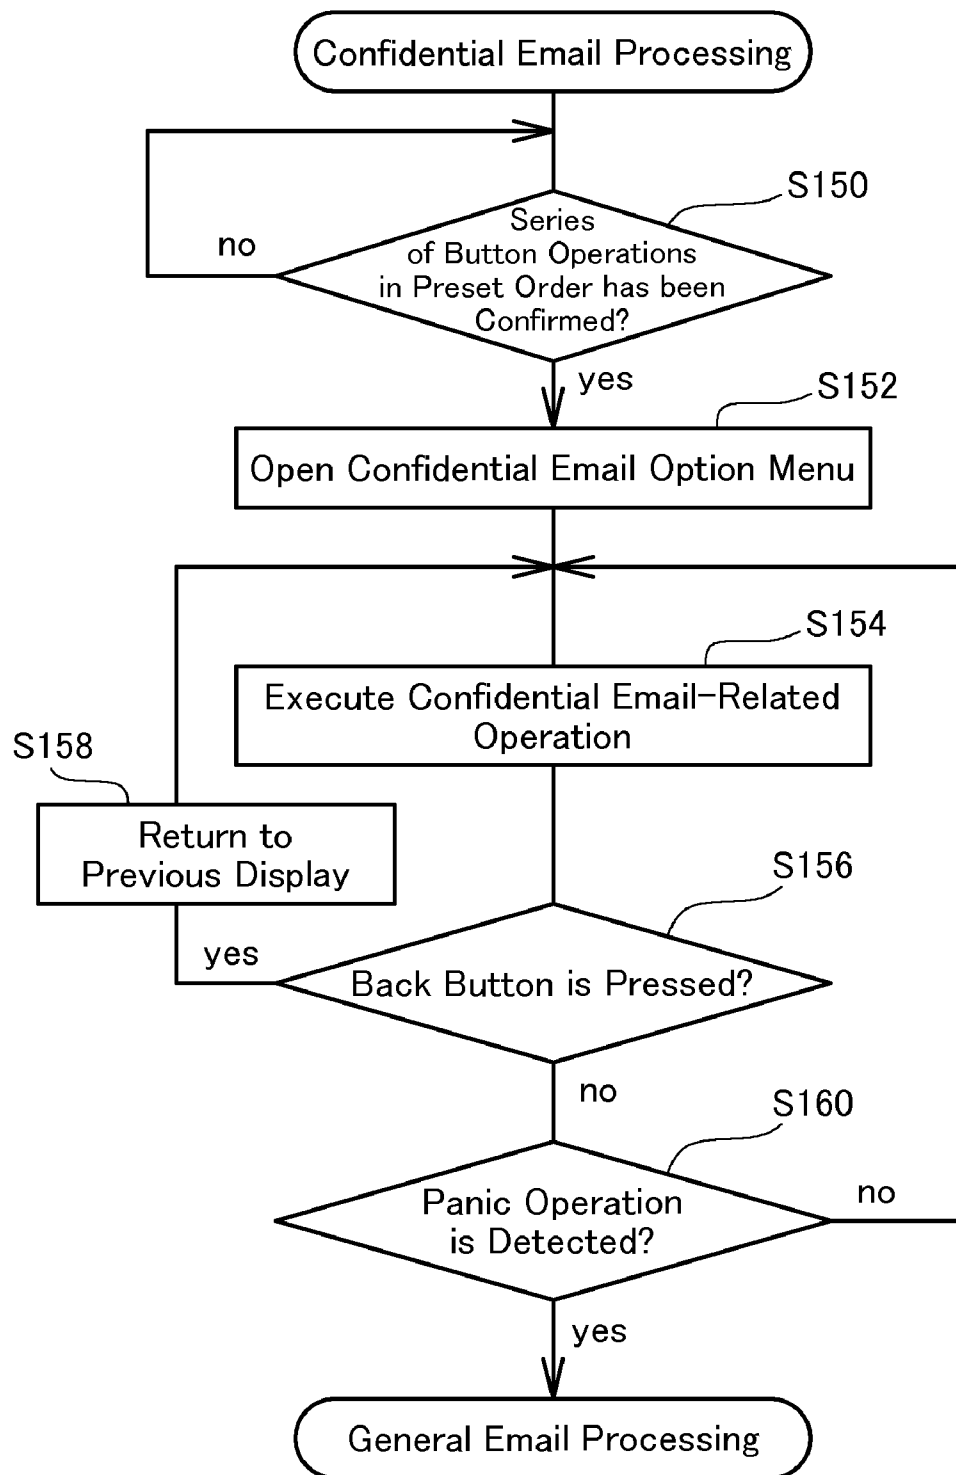 Confidential Email Processing
S150
Series
of Button Operations
in Preset Order has been
Confirmed?
no
yes
S152
Open Confidential Email Option Menu
S154
Execute Confidential Email-Related
Operation
S158
Return to
Previous Display
S156
yes
Back Button is Pressed?
no
S160
Panic Operation
is Detected?
no
yes
General Email Processing